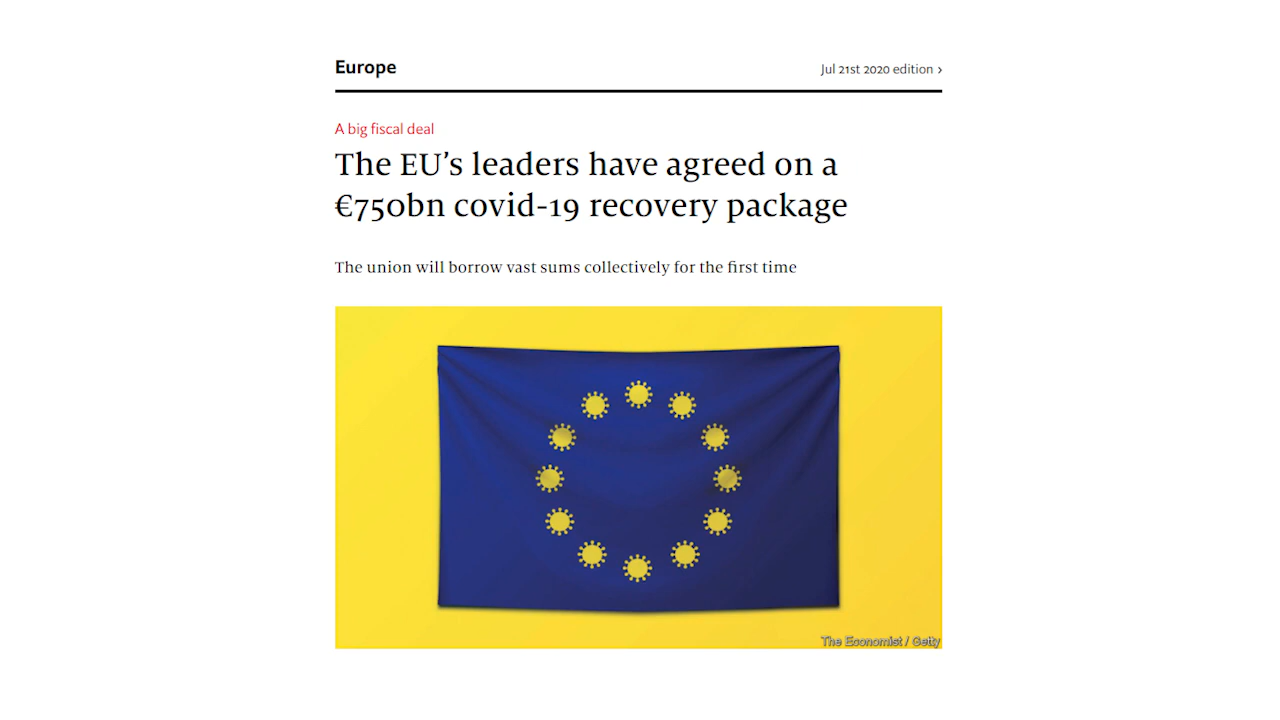 Europe
Jul 21st 2020 edition ›
A big fiscal deal
The EU’s leaders have agreed on a
€750bn covid-19 recovery package
The union will borrow vast sums collectively for the first time
The Economist / Getty